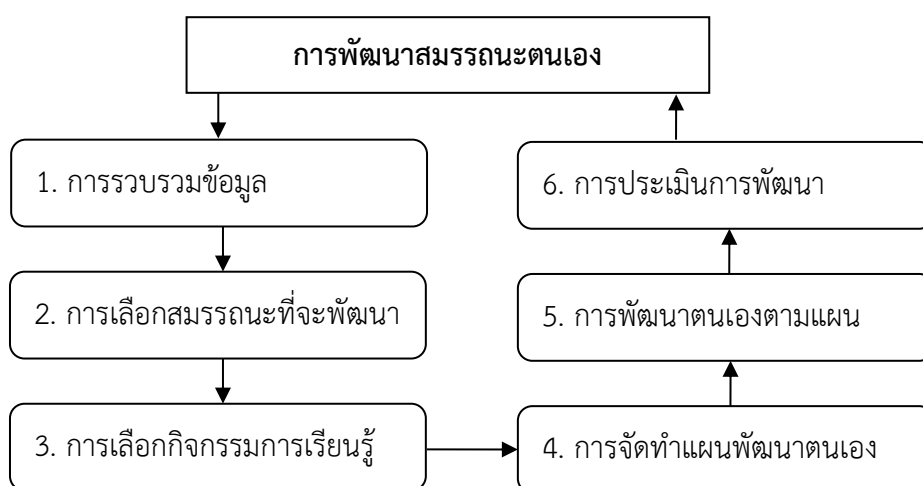 การพัฒนาสมรรถนะตนเอง
1. การรวบรวมข้อมูล
2. การเลือกสมรรถนะที่จะพัฒนา
3. การเลือกกิจกรรมการเรียนรู้
4. การจัดทำแผนพัฒนาตนเอง
5. การพัฒนาตนเองตามแผน
6. การประเมินการพัฒนา